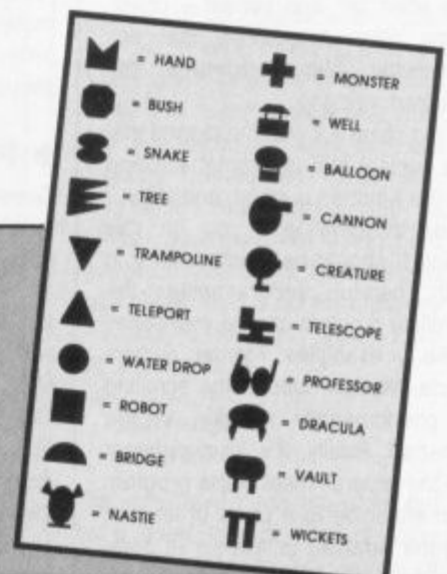 = HAND
= BUSH
= SNAKE
= TREE
= TRAMPOLINE
= TELEPORT
= WATER DROP
= ROBOT
= BRIDGE
= NASTIE
= MONSTER
= WELL
= BALLOON
= CANNON
= CREATURE
= TELESCOPE
= PROFESSOR
= DRACULA
= VAULT
= WICKETS